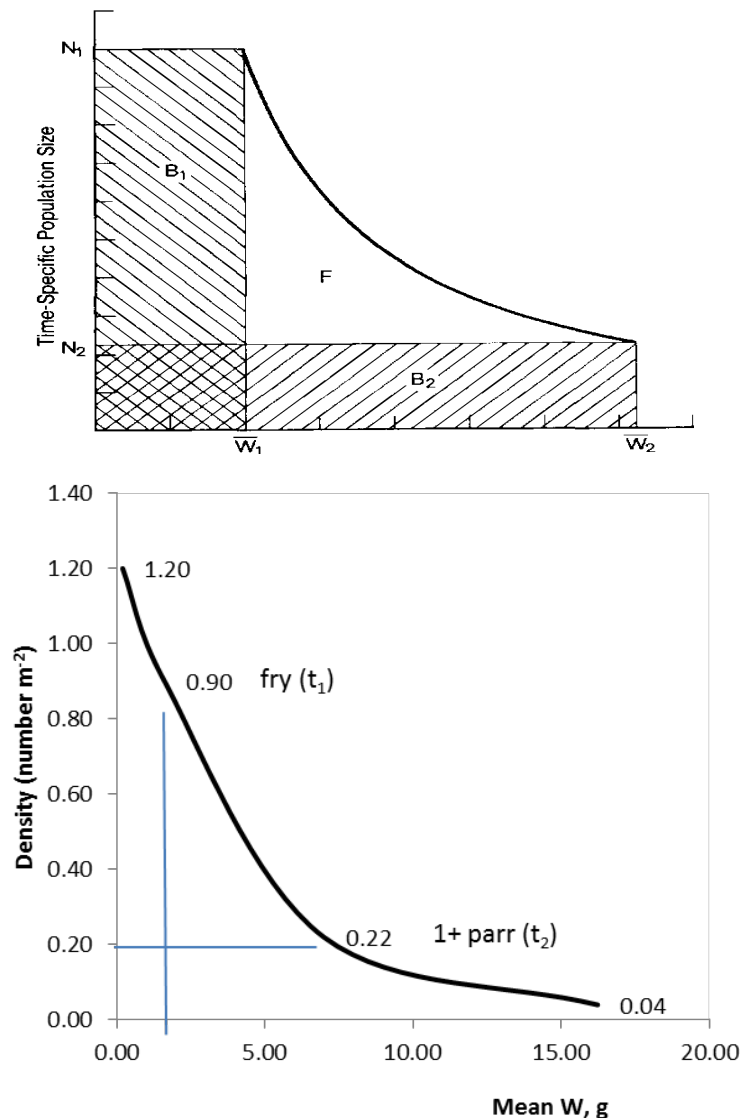 N₁
B₁
Time-Specific Population Size
F
N₂
B₂
W̅₁
W̅₂
1.40
1.20
1.20
1.00
0.90 fry (t₁)
0.80
Density (number m⁻²)
0.60
0.40
0.22 1+ parr (t₂)
0.20
0.04
0.00
0.00 5.00 10.00 15.00 20.00
Mean W, g